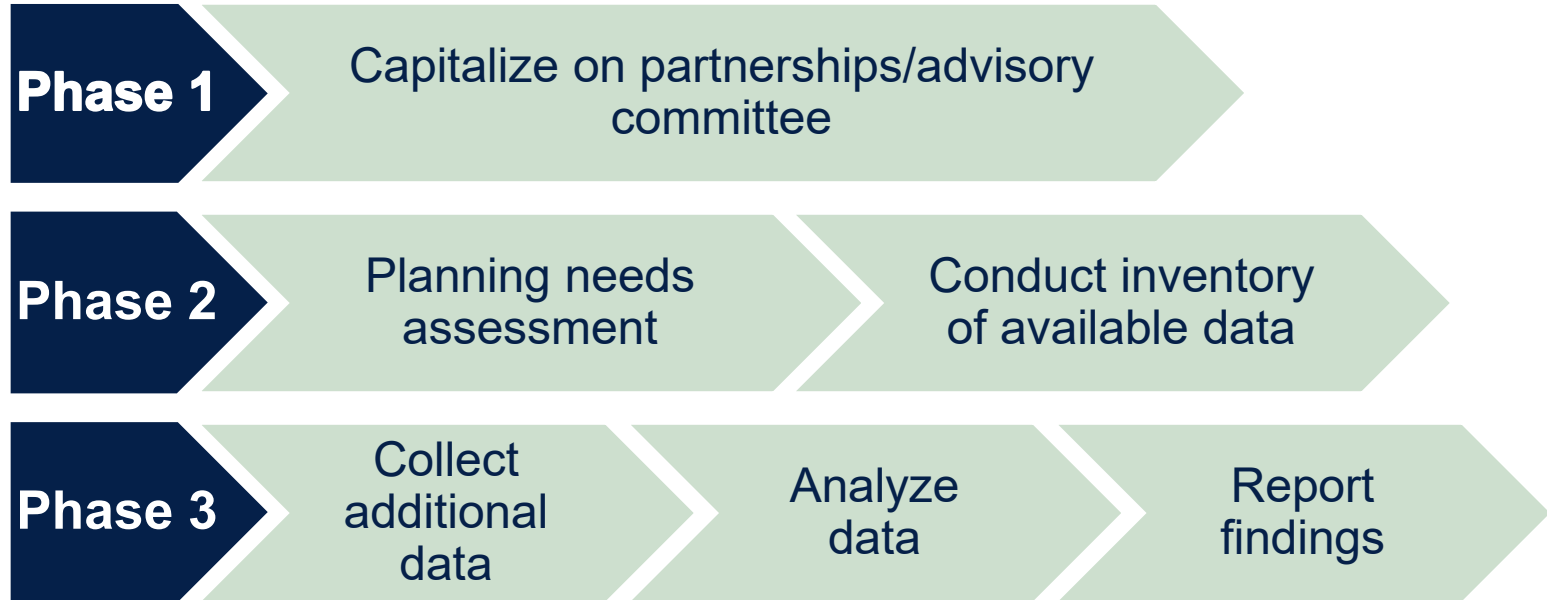 Phase 1
Capitalize on partnerships/advisory
committee
Phase 2
Planning needs
assessment
Conduct inventory
of available data
Phase 3
Collect
additional
data
Analyze
data
Report
findings